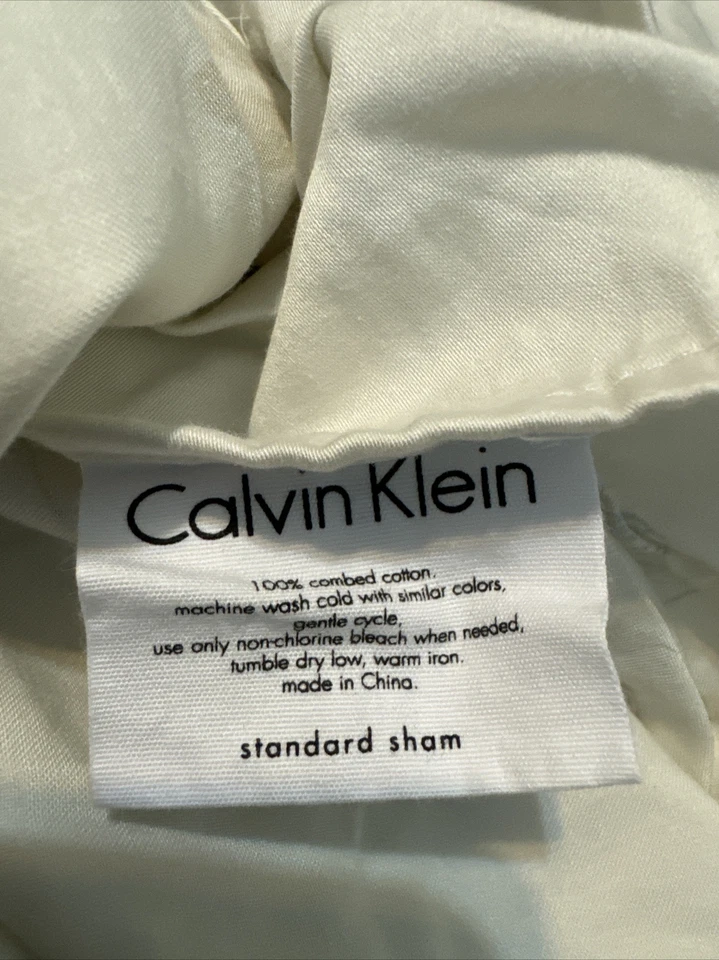 Calvin Klein
100% combed cotton.
machine wash cold with similar colors,
gentle cycle,
use only non-chlorine bleach when needed,
tumble dry low, warm iron.
made in China.
standard sham